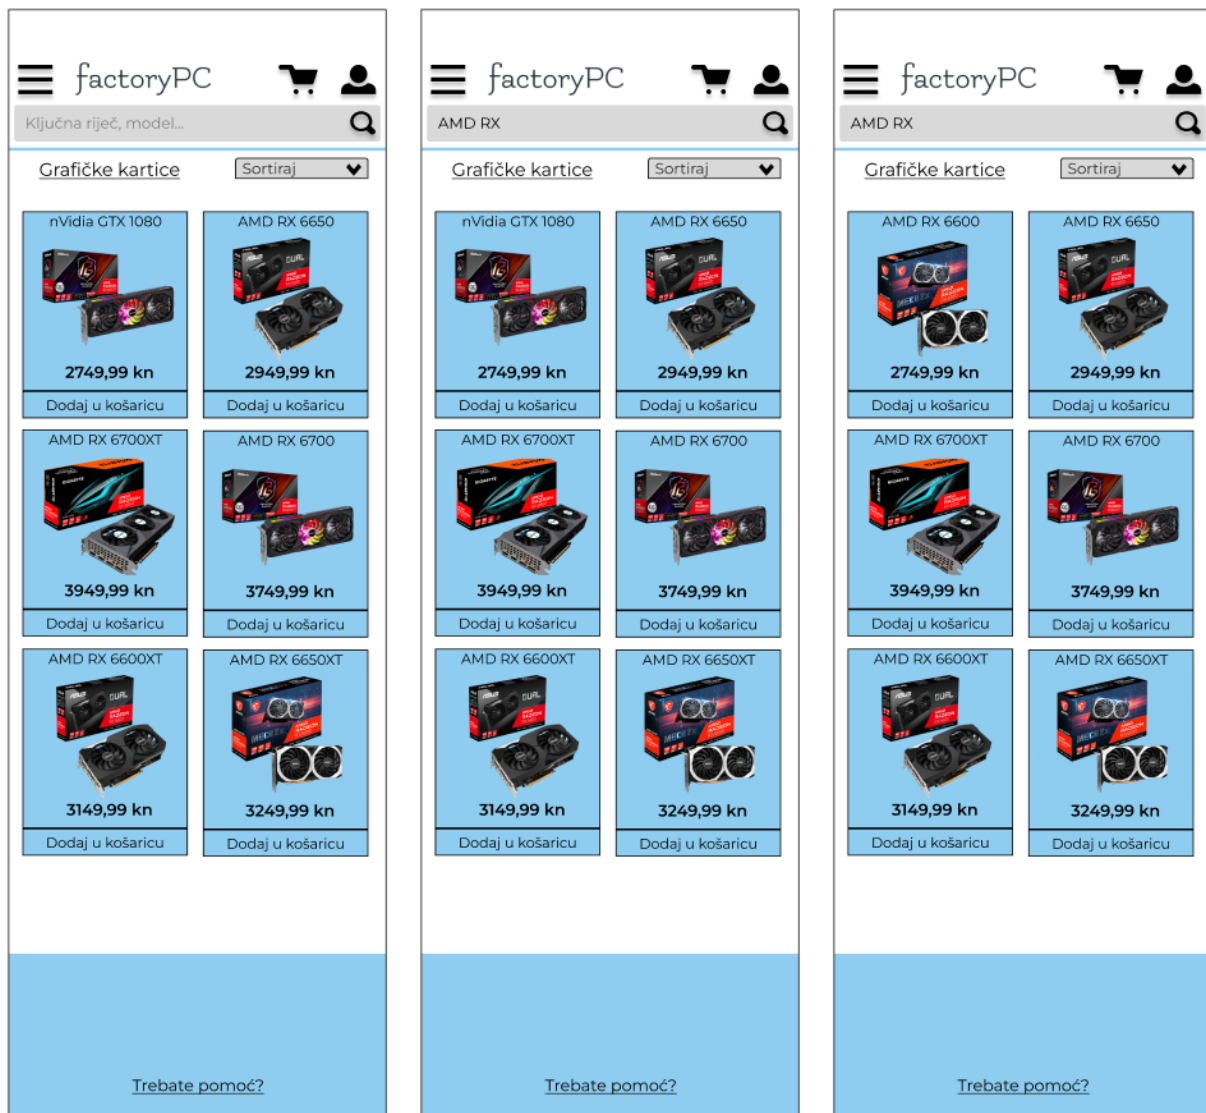 factoryPC
Ključna riječ, model...
Grafičke kartice
Sortiraj
nVidia GTX 1080
AMD RX 6650
2749,99 kn
2949,99 kn
Dodaj u košaricu
Dodaj u košaricu
AMD RX 6700XT
AMD RX 6700
3949,99 kn
3749,99 kn
Dodaj u košaricu
Dodaj u košaricu
AMD RX 6600XT
AMD RX 6650XT
3149,99 kn
3249,99 kn
Dodaj u košaricu
Dodaj u košaricu
Trebate pomoć?
factoryPC
AMD RX
Grafičke kartice
Sortiraj
nVidia GTX 1080
AMD RX 6650
2749,99 kn
2949,99 kn
Dodaj u košaricu
Dodaj u košaricu
AMD RX 6700XT
AMD RX 6700
3949,99 kn
3749,99 kn
Dodaj u košaricu
Dodaj u košaricu
AMD RX 6600XT
AMD RX 6650XT
3149,99 kn
3249,99 kn
Dodaj u košaricu
Dodaj u košaricu
Trebate pomoć?
factoryPC
AMD RX
Grafičke kartice
Sortiraj
AMD RX 6600
AMD RX 6650
2749,99 kn
2949,99 kn
Dodaj u košaricu
Dodaj u košaricu
AMD RX 6700XT
AMD RX 6700
3949,99 kn
3749,99 kn
Dodaj u košaricu
Dodaj u košaricu
AMD RX 6600XT
AMD RX 6650XT
3149,99 kn
3249,99 kn
Dodaj u košaricu
Dodaj u košaricu
Trebate pomoć?